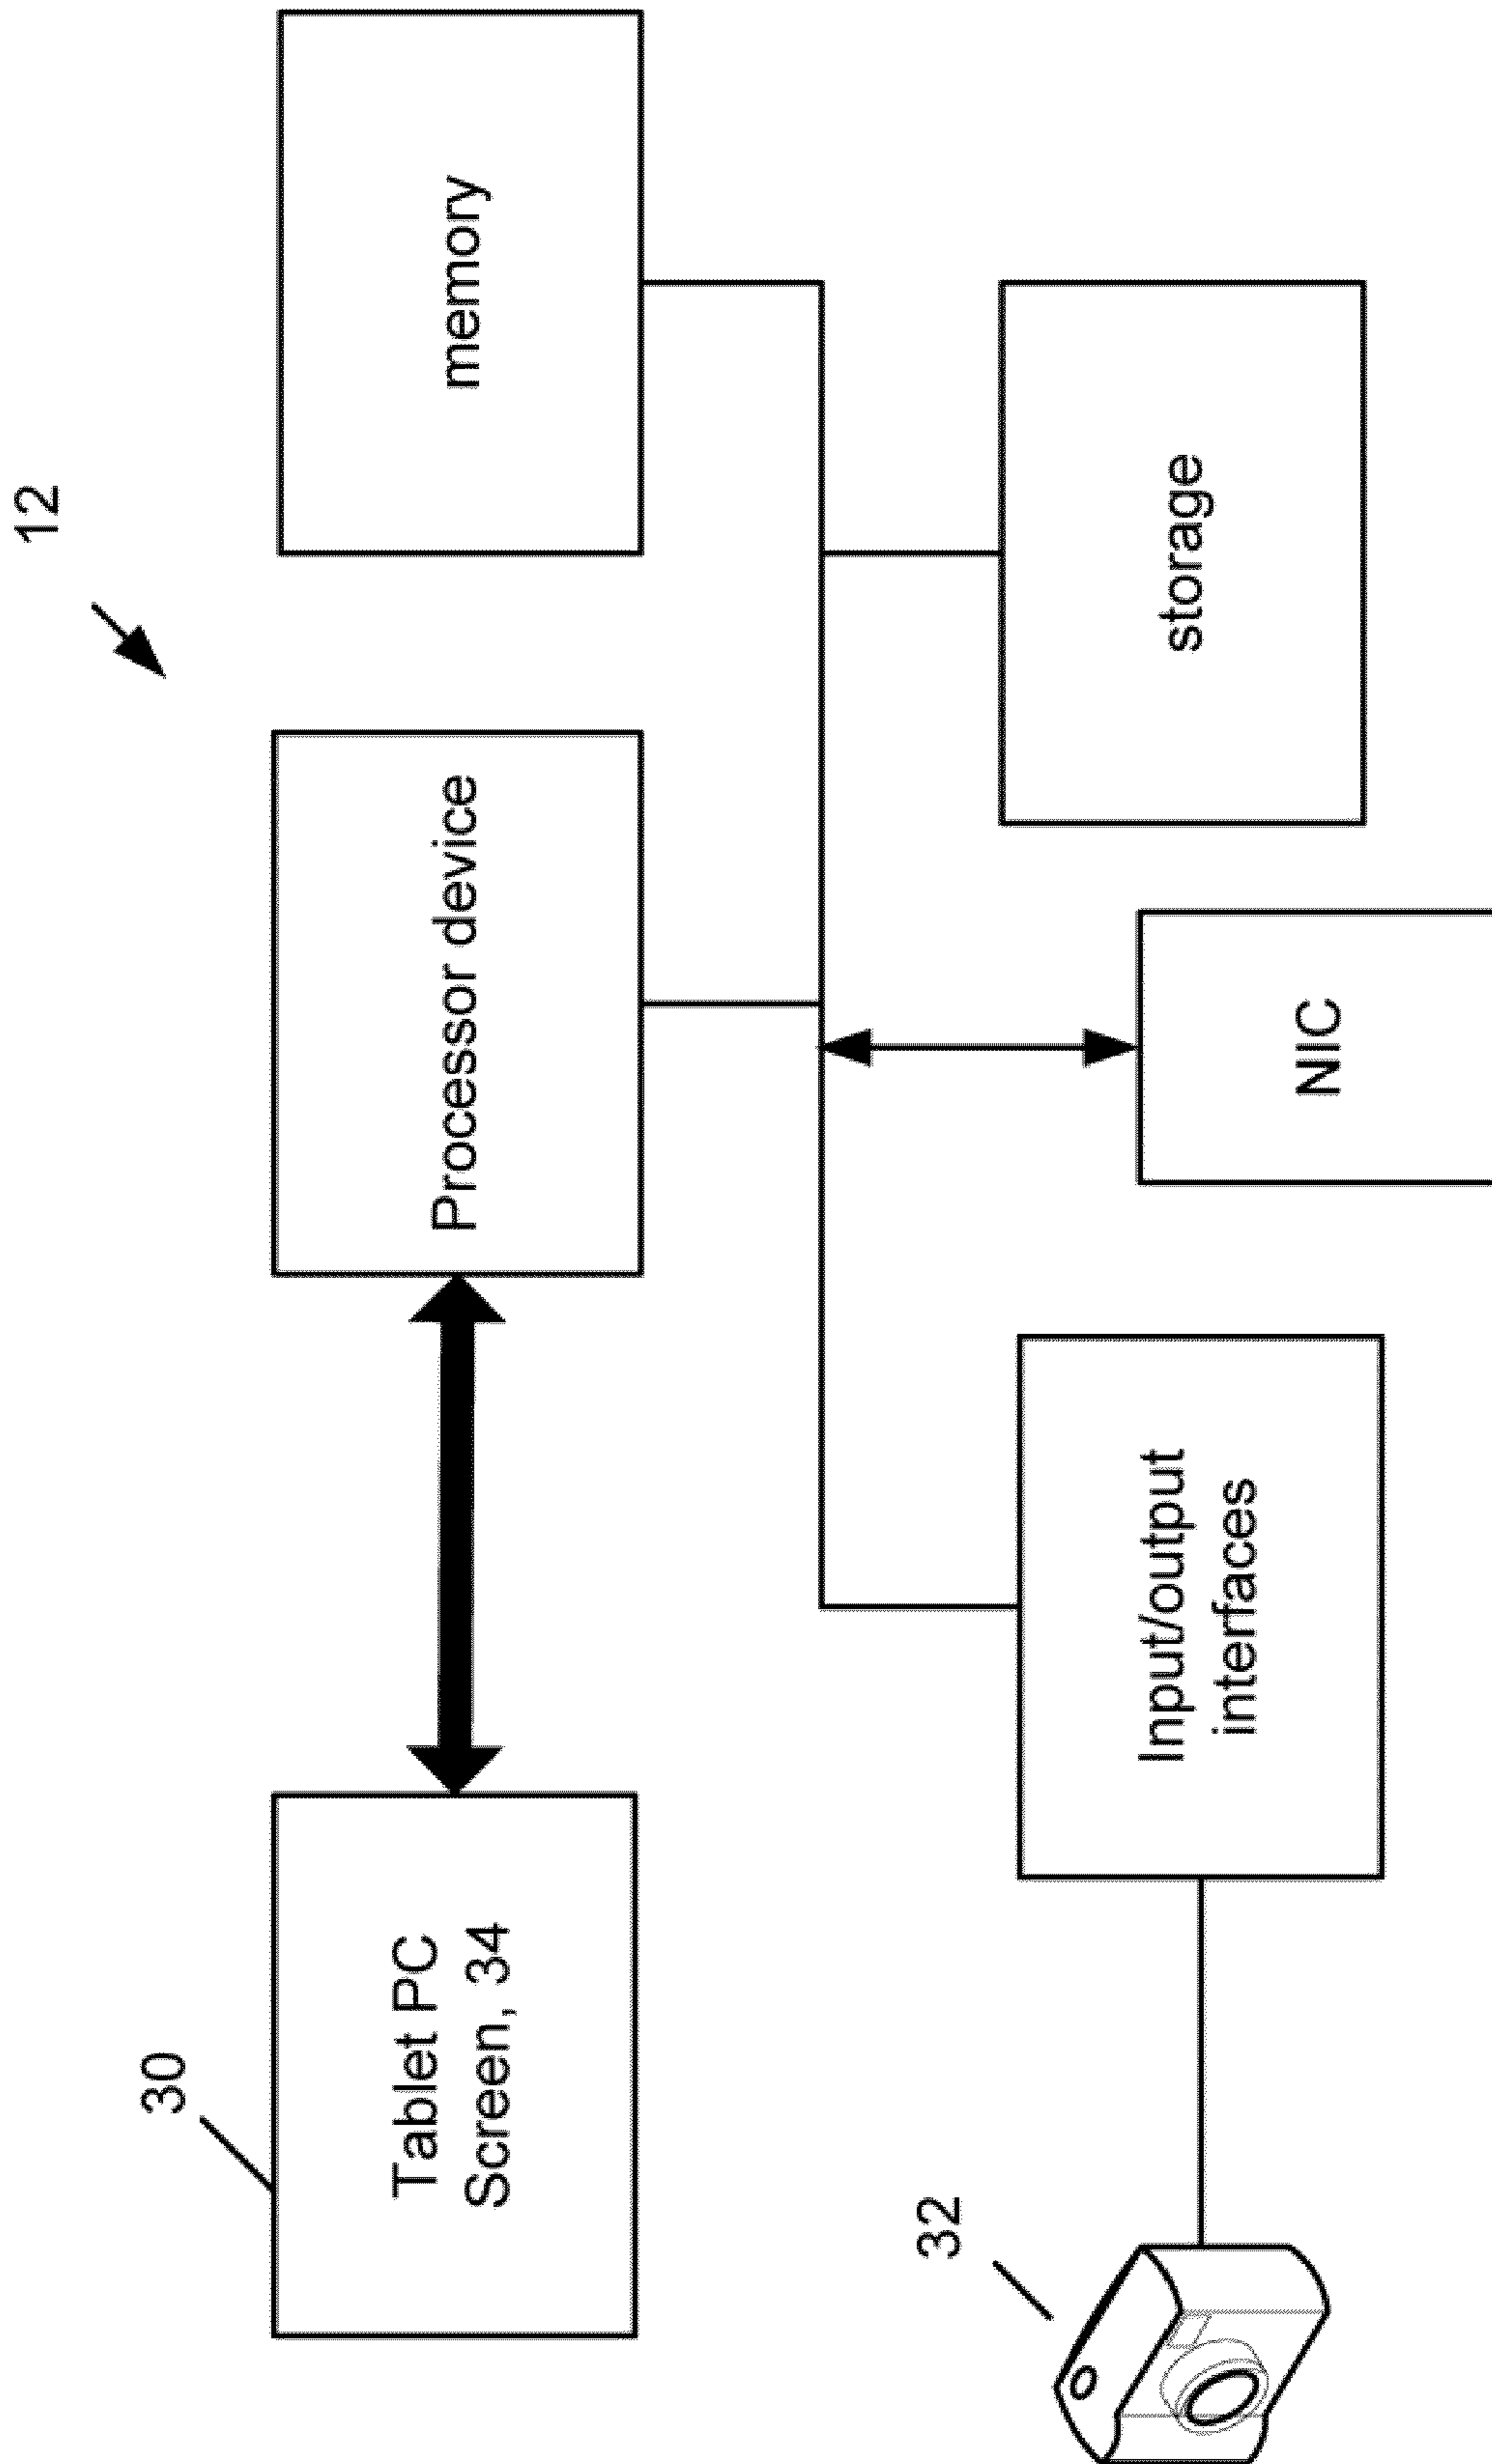 12
30
Tablet PC
Screen, 34
Processor device
memory
32
Input/output
interfaces
NIC
storage